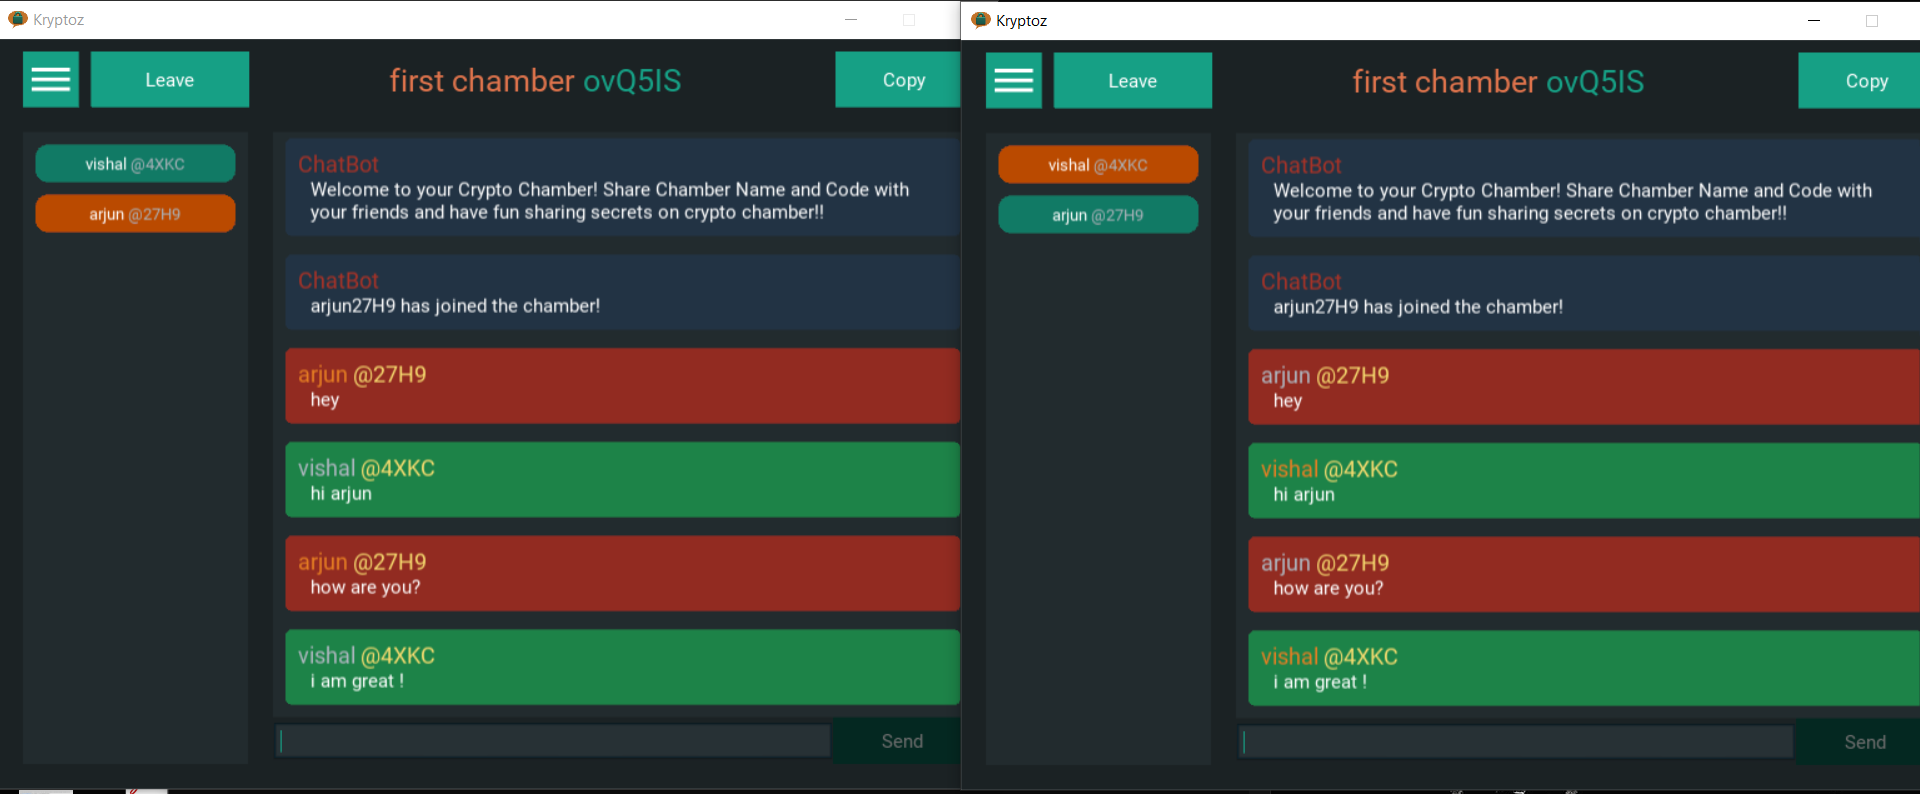 Kryptoz
Leave
first chamber ovQ5IS
Copy
vishal @4XKC
arjun @27H9
ChatBot
Welcome to your Crypto Chamber! Share Chamber Name and Code with
your friends and have fun sharing secrets on crypto chamber!!
ChatBot
arjun27H9 has joined the chamber!
arjun @27H9
hey
vishal @4XKC
hi arjun
arjun @27H9
how are you?
vishal @4XKC
i am great !
Send
Kryptoz
Leave
first chamber ovQ5IS
Copy
vishal @4XKC
arjun @27H9
ChatBot
Welcome to your Crypto Chamber! Share Chamber Name and Code with
your friends and have fun sharing secrets on crypto chamber!!
ChatBot
arjun27H9 has joined the chamber!
arjun @27H9
hey
vishal @4XKC
hi arjun
arjun @27H9
how are you?
vishal @4XKC
i am great !
Send